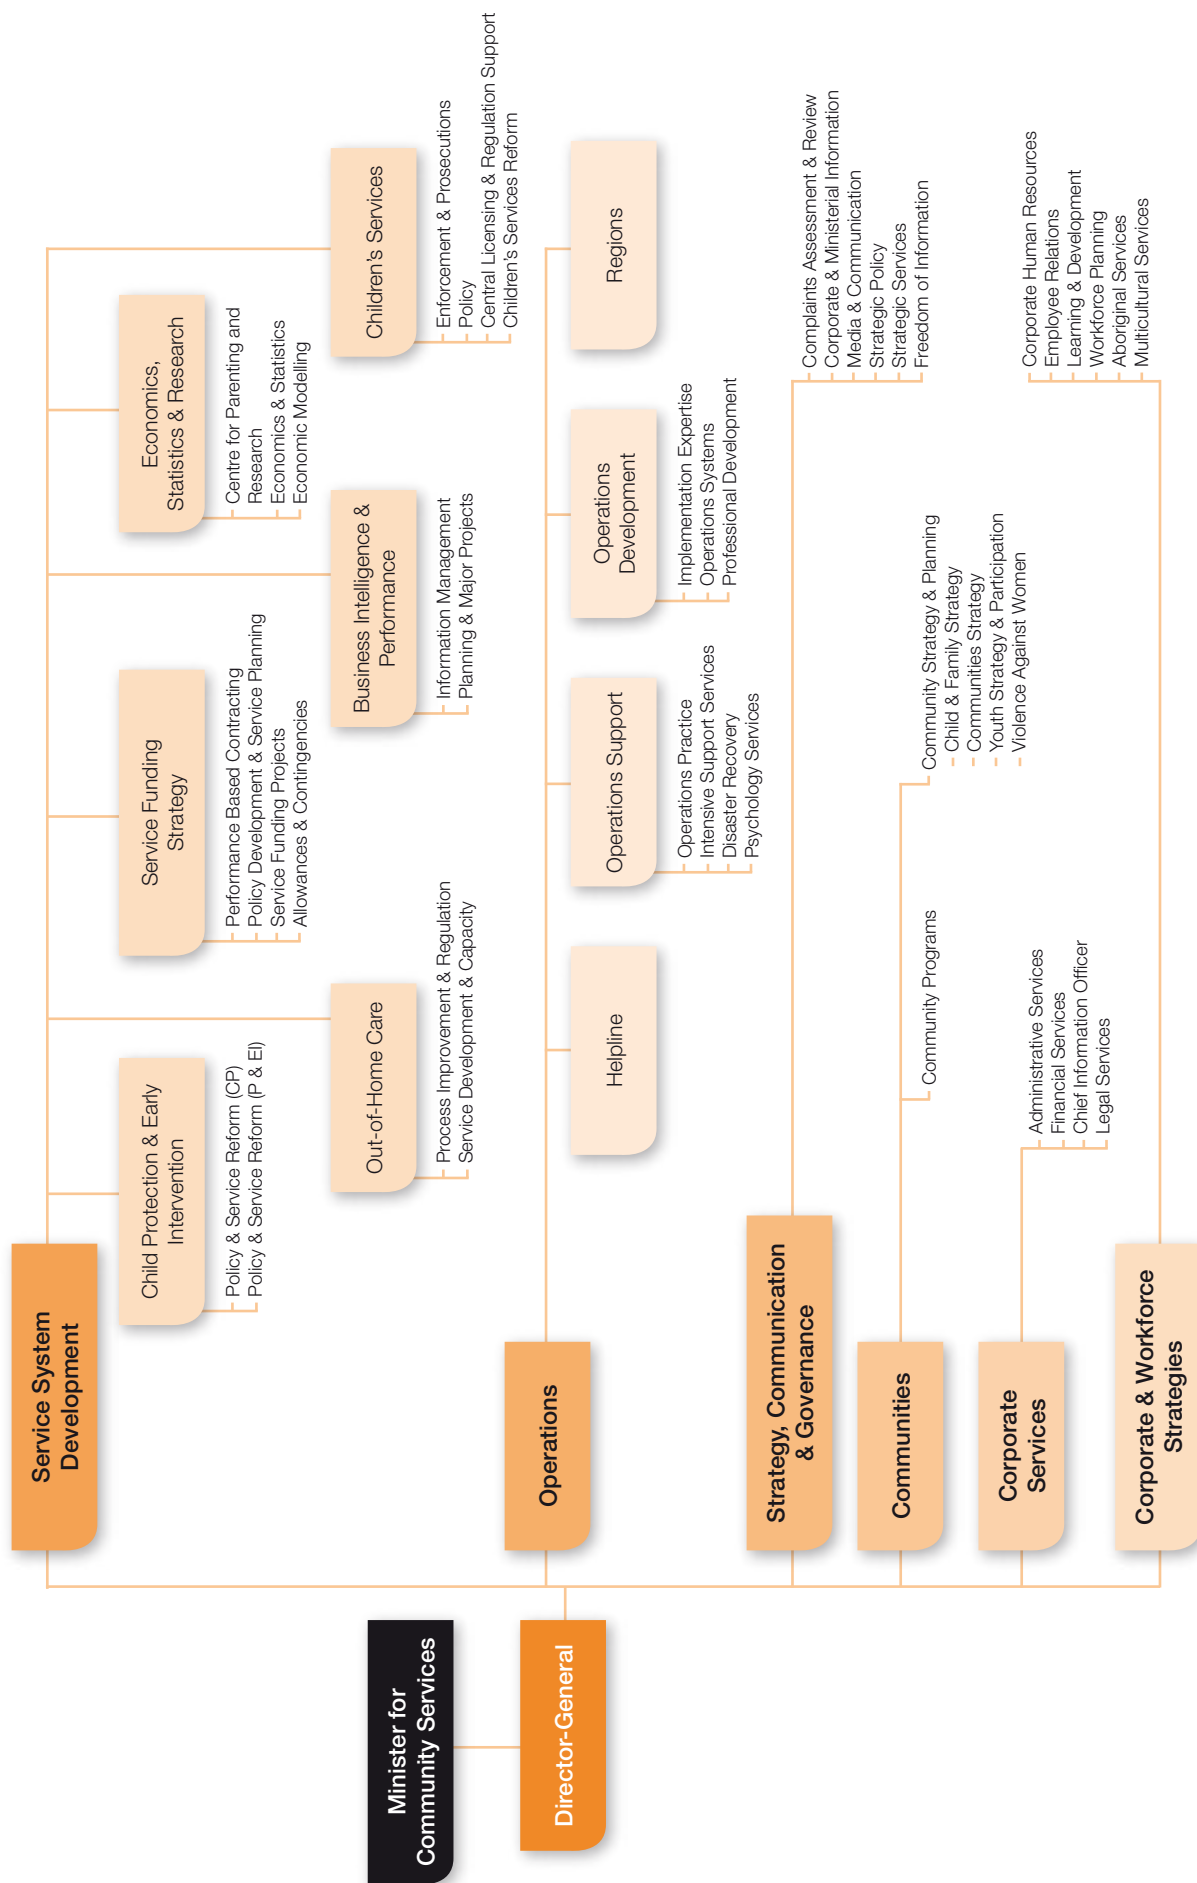 Minister for
Community Services
Director-General
Service System
Development
Child Protection & Early
Intervention
Policy & Service Reform (CP)
Policy & Service Reform (P & EI)
Out-of-Home Care
Process Improvement & Regulation
Service Development & Capacity
Service Funding
Strategy
Performance Based Contracting
Policy Development & Service Planning
Service Funding Projects
Allowances & Contingencies
Business Intelligence &
Performance
Information Management
Planning & Major Projects
Economics,
Statistics & Research
Centre for Parenting and
Research
Economics & Statistics
Economic Modelling
Children's Services
Enforcement & Prosecutions
Policy
Central Licensing & Regulation Support
Children's Services Reform
Operations
Helpline
Operations Support
Operations Practice
Intensive Support Services
Disaster Recovery
Psychology Services
Operations
Development
Implementation Expertise
Operations Systems
Professional Development
Regions
Strategy, Communication
& Governance
Complaints Assessment & Review
Corporate & Ministerial Information
Media & Communication
Strategic Policy
Strategic Services
Freedom of Information
Communities
Community Programs
Community Strategy & Planning
– Child & Family Strategy
– Communities Strategy
– Youth Strategy & Participation
– Violence Against Women
Corporate
Services
Administrative Services
Financial Services
Chief Information Officer
Legal Services
Corporate & Workforce
Strategies
Corporate Human Resources
Employee Relations
Learning & Development
Workforce Planning
Aboriginal Services
Multicultural Services